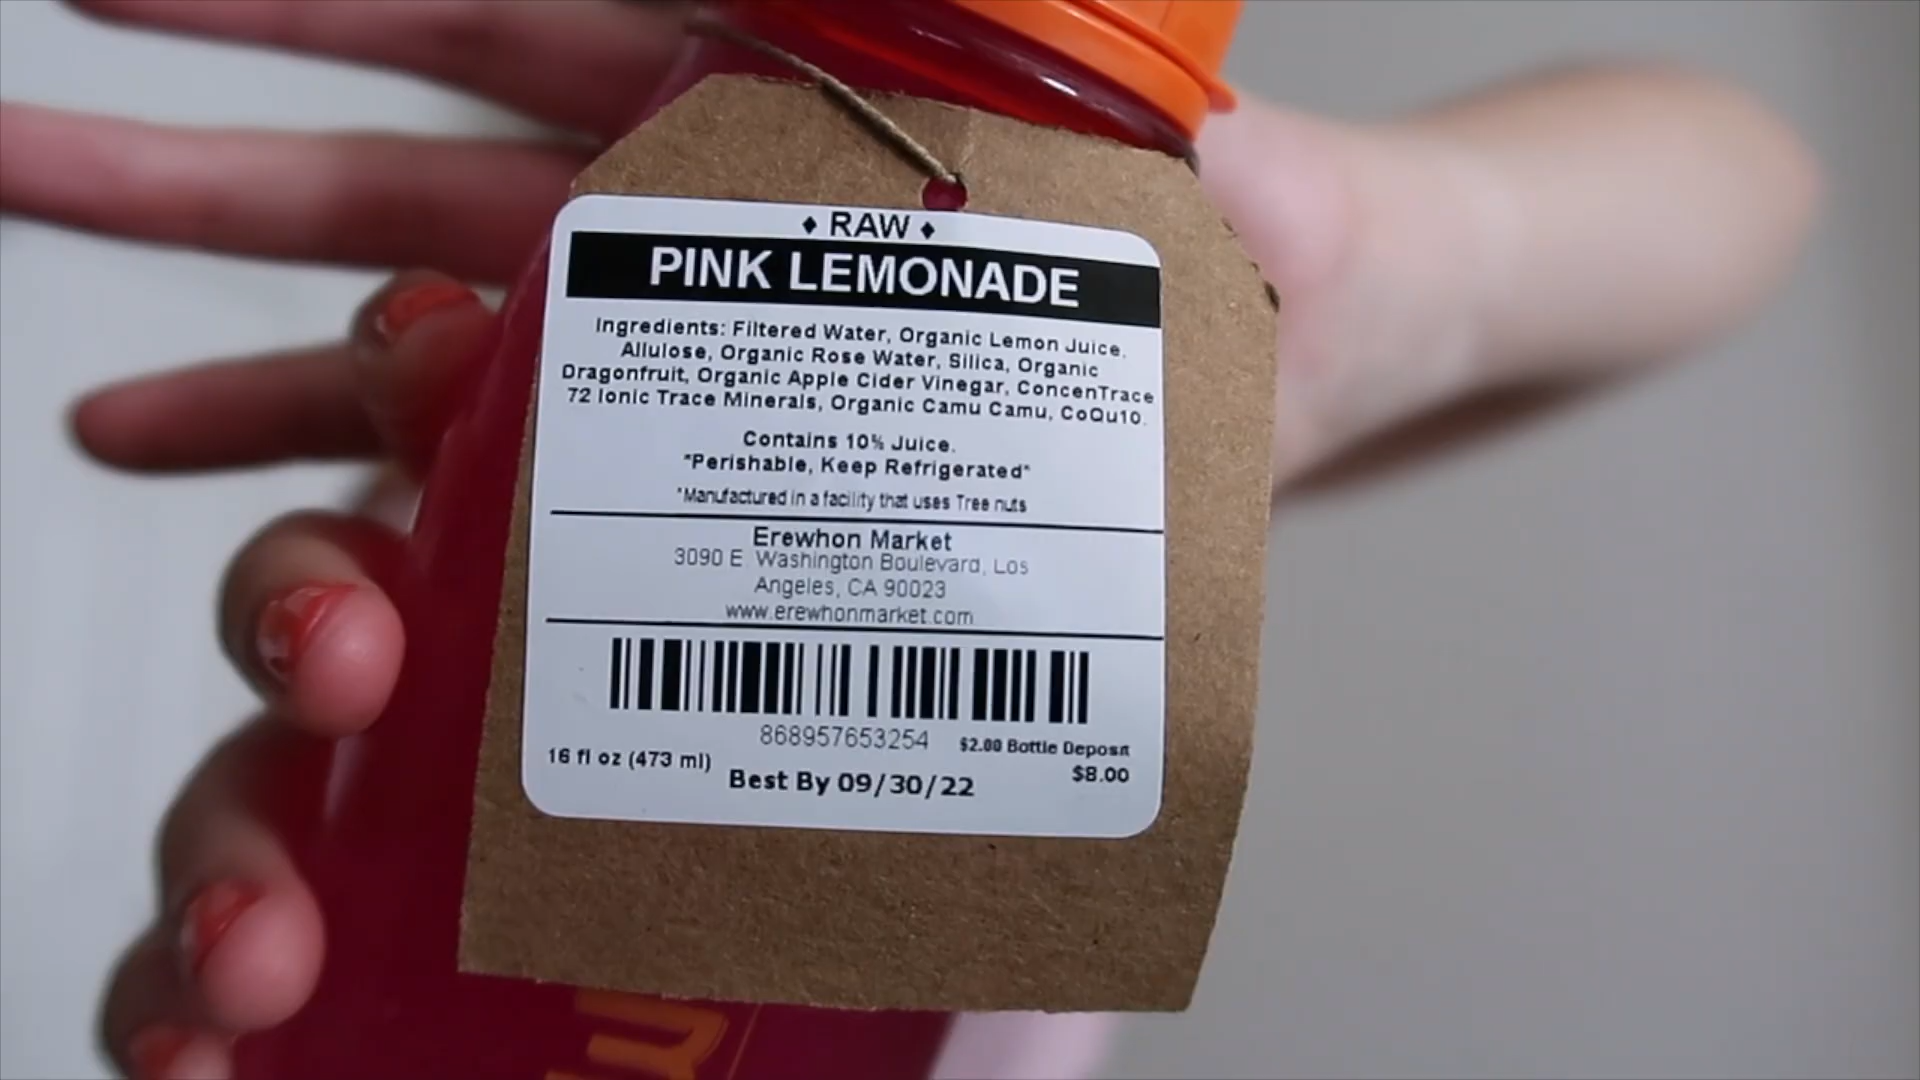 ♦ RAW ♦
PINK LEMONADE
Ingredients: Filtered Water, Organic Lemon Juice,
Allulose, Organic Rose Water, Silica, Organic
Dragonfruit, Organic Apple Cider Vinegar, ConcenTrace
72 Ionic Trace Minerals, Organic Camu Camu, CoQu10.
Contains 10% Juice.
*Perishable, Keep Refrigerated*
*Manufactured in a facility that uses Tree nuts
Erewhon Market
3090 E. Washington Boulevard, Los
Angeles, CA 90023
www.erewhonmarket.com
868957653254
$2.00 Bottle Deposit
16 fl oz (473 ml)
$8.00
Best By 09/30/22